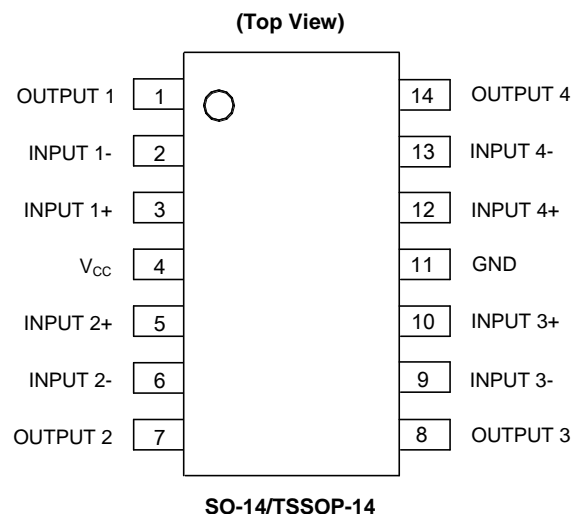 (Top View)
OUTPUT 1 1 14 OUTPUT 4
INPUT 1- 2 13 INPUT 4-
INPUT 1+ 3 12 INPUT 4+
VCC 4 11 GND
INPUT 2+ 5 10 INPUT 3+
INPUT 2- 6 9 INPUT 3-
OUTPUT 2 7 8 OUTPUT 3
SO-14/TSSOP-14